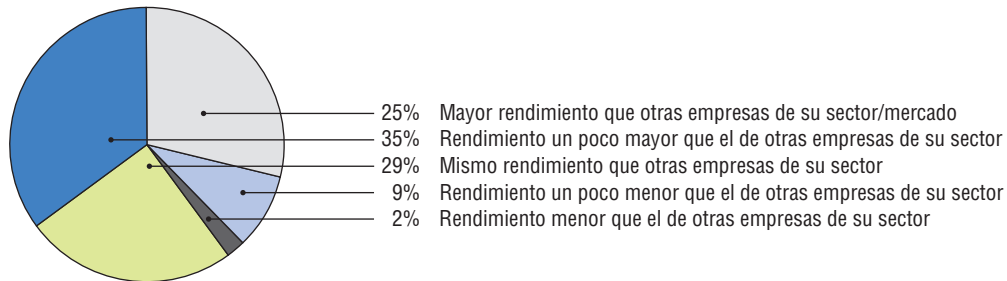 25% Mayor rendimiento que otras empresas de su sector/mercado
35% Rendimiento un poco mayor que el de otras empresas de su sector
29% Mismo rendimiento que otras empresas de su sector
9% Rendimiento un poco menor que el de otras empresas de su sector
2% Rendimiento menor que el de otras empresas de su sector